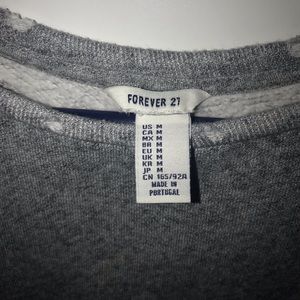 FOREVER 21
US M
CA M
MX M
BR M
EU M
UK M
KR M
JP M
CN 165/92A
MADE IN
PORTUGAL